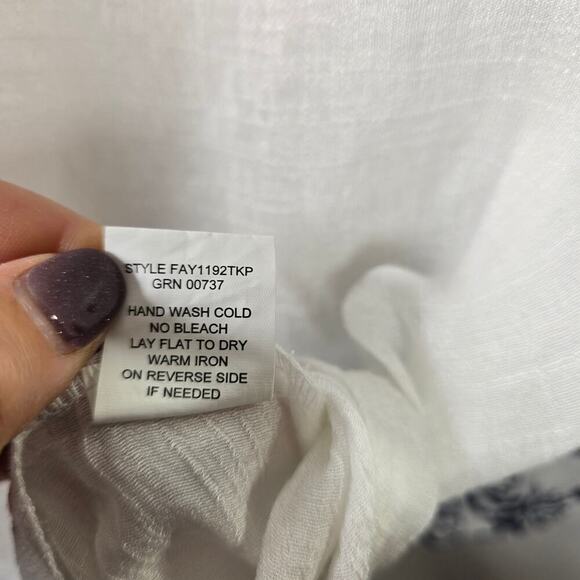 STYLE FAY1192TKP
GRN 00737
HAND WASH COLD
NO BLEACH
LAY FLAT TO DRY
WARM IRON
ON REVERSE SIDE
IF NEEDED